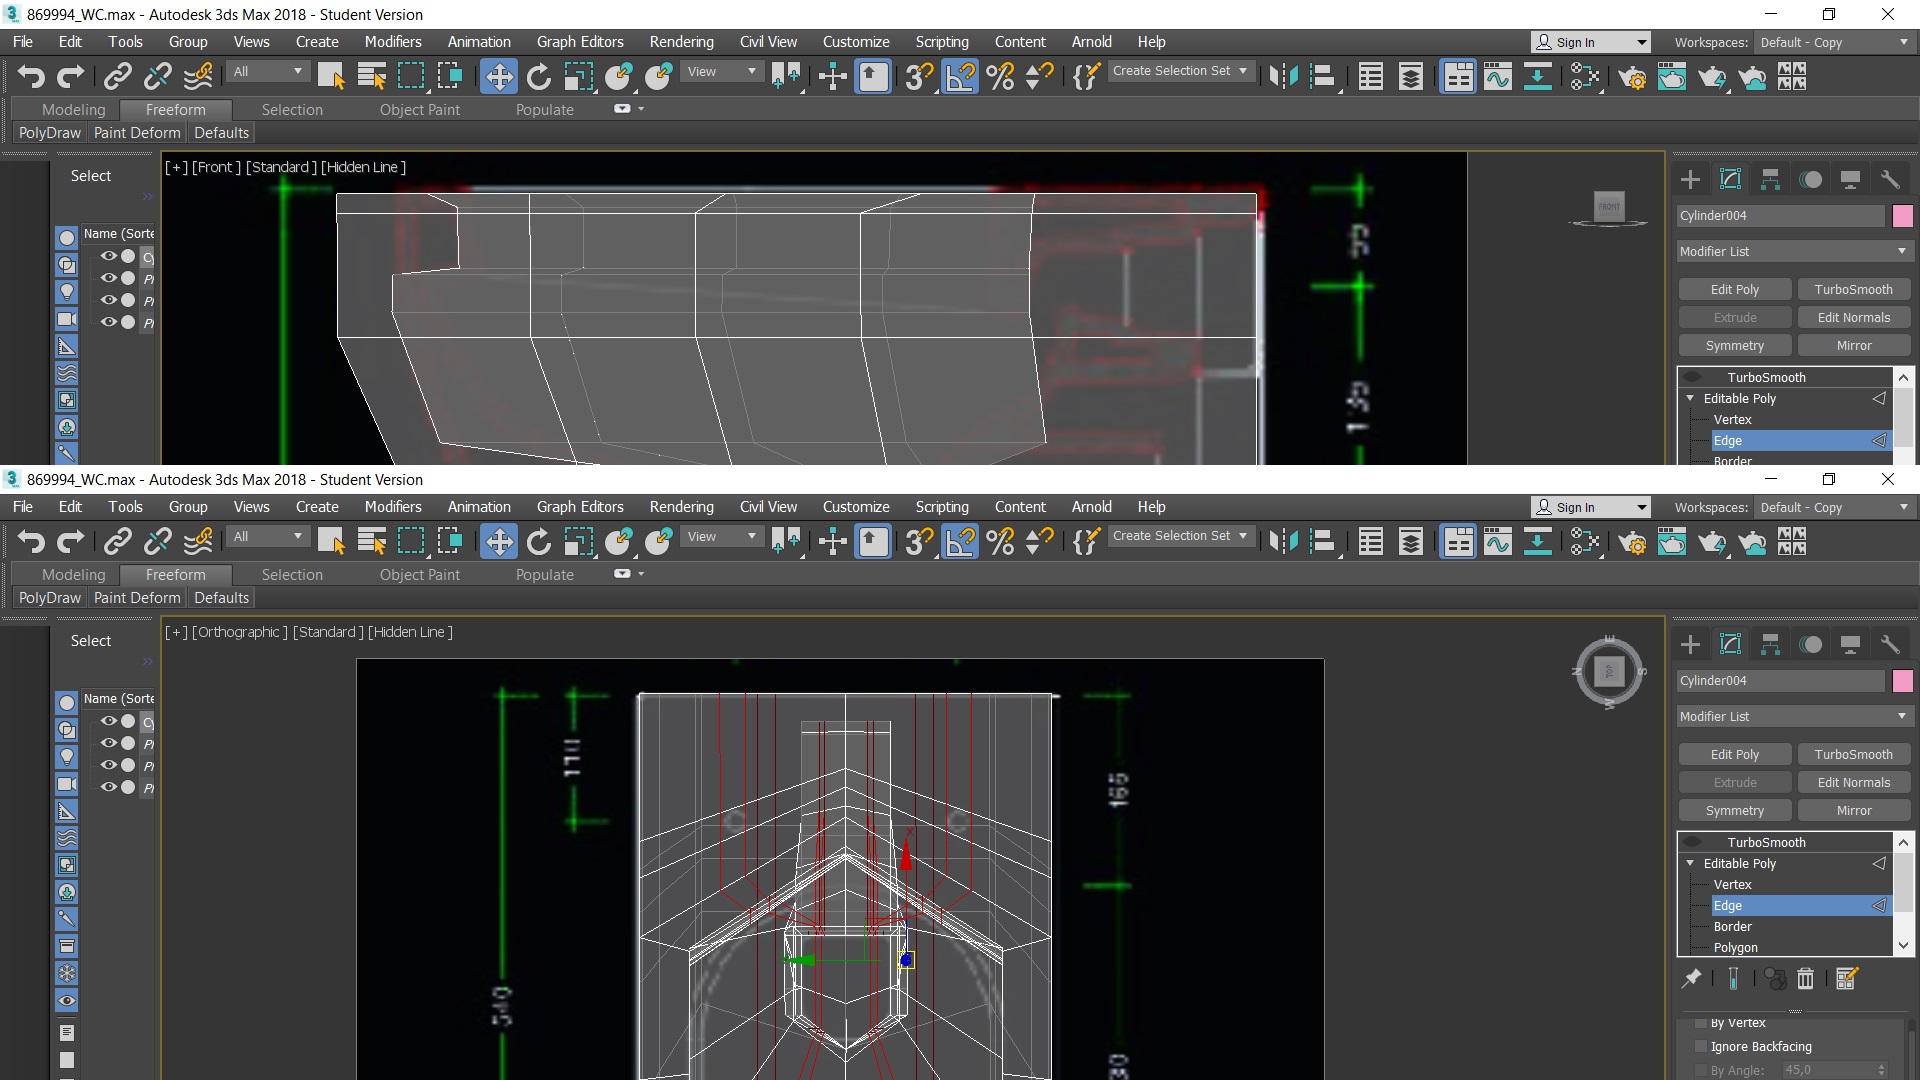 869994_WC.max - Autodesk 3ds Max 2018 - Student Version
File Edit Tools Group Views Create Modifiers Animation Graph Editors Rendering Civil View Customize Scripting Content Arnold Help Sign In Workspaces: Default - Copy
All View Create Selection Set
Modeling Freeform Selection Object Paint Populate
PolyDraw Paint Deform Defaults
[+] [Front ] [Standard ] [Hidden Line ]
Select
FRONT
Cylinder004
Name (Sorte
Modifier List
Edit Poly TurboSmooth
Extrude Edit Normals
Symmetry Mirror
TurboSmooth
Editable Poly
Vertex
Edge
Border
869994_WC.max - Autodesk 3ds Max 2018 - Student Version
File Edit Tools Group Views Create Modifiers Animation Graph Editors Rendering Civil View Customize Scripting Content Arnold Help Sign In Workspaces: Default - Copy
All View Create Selection Set
Modeling Freeform Selection Object Paint Populate
PolyDraw Paint Deform Defaults
[+] [Orthographic ] [Standard ] [Hidden Line ]
Select
E
N TOP S
W
Cylinder004
Name (Sorte
Modifier List
110
Edit Poly TurboSmooth
Extrude Edit Normals
Symmetry Mirror
TurboSmooth
Editable Poly
Vertex
Edge
Border
Polygon
x
540
By Vertex
Ignore Backfacing
By Angle: 45,0